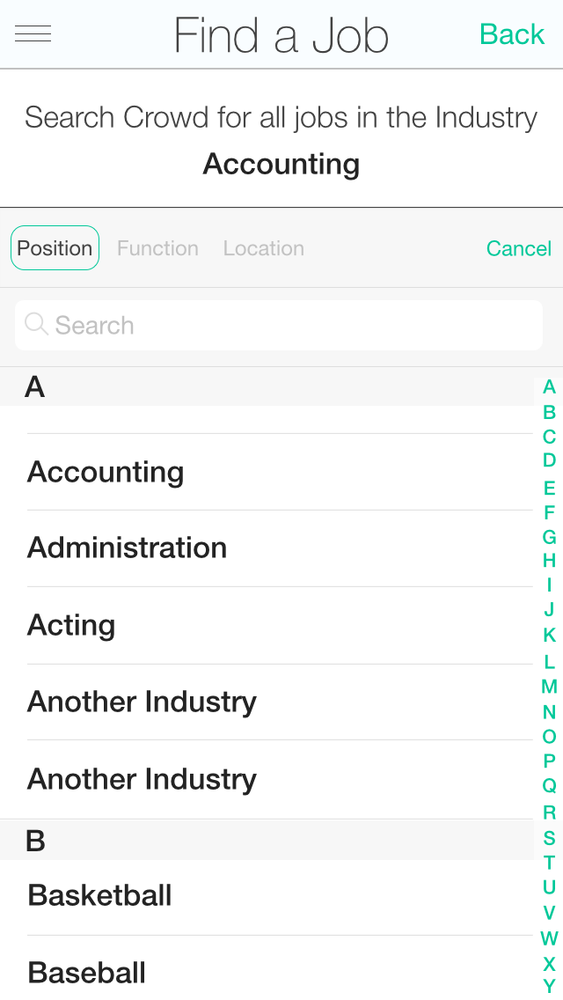 Find a Job
Back
Search Crowd for all jobs in the Industry
Accounting
Position
Function
Location
Cancel
Search
A
Accounting
Administration
Acting
Another Industry
Another Industry
B
Basketball
Baseball
A
B
C
D
E
F
G
H
I
J
K
L
M
N
O
P
Q
R
S
T
U
V
W
X
Y